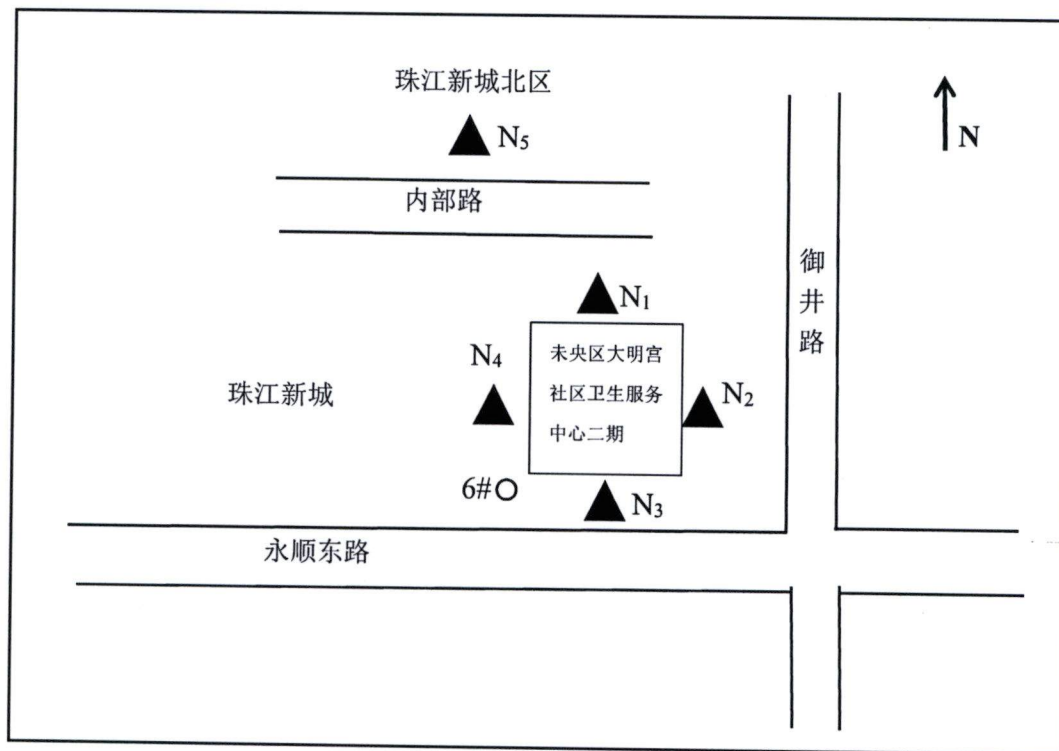 珠江新城北区
N₅
N
内部路
御井路
N₁
N₄
未央区大明宫
社区卫生服务
中心二期
珠江新城
N₂
6#
N₃
永顺东路